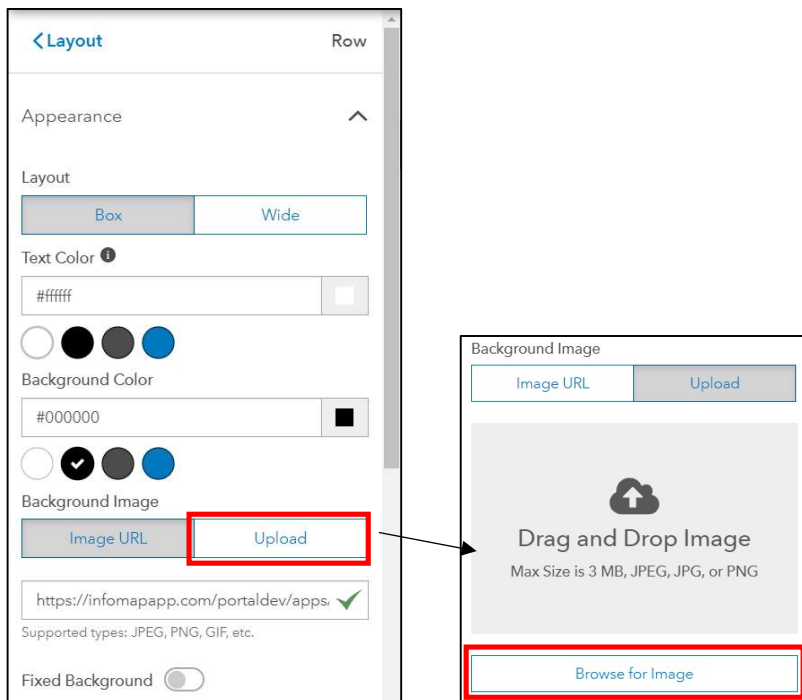 Layout Row
Appearance
Layout
Box Wide
Text Color
#ffffff
Background Color
#000000
Background Image
Image URL Upload
https://infomapapp.com/portaldev/apps/
Supported types: JPEG, PNG, GIF, etc.
Fixed Background
Background Image
Image URL Upload
Drag and Drop Image
Max Size is 3 MB, JPEG, JPG, or PNG
Browse for Image